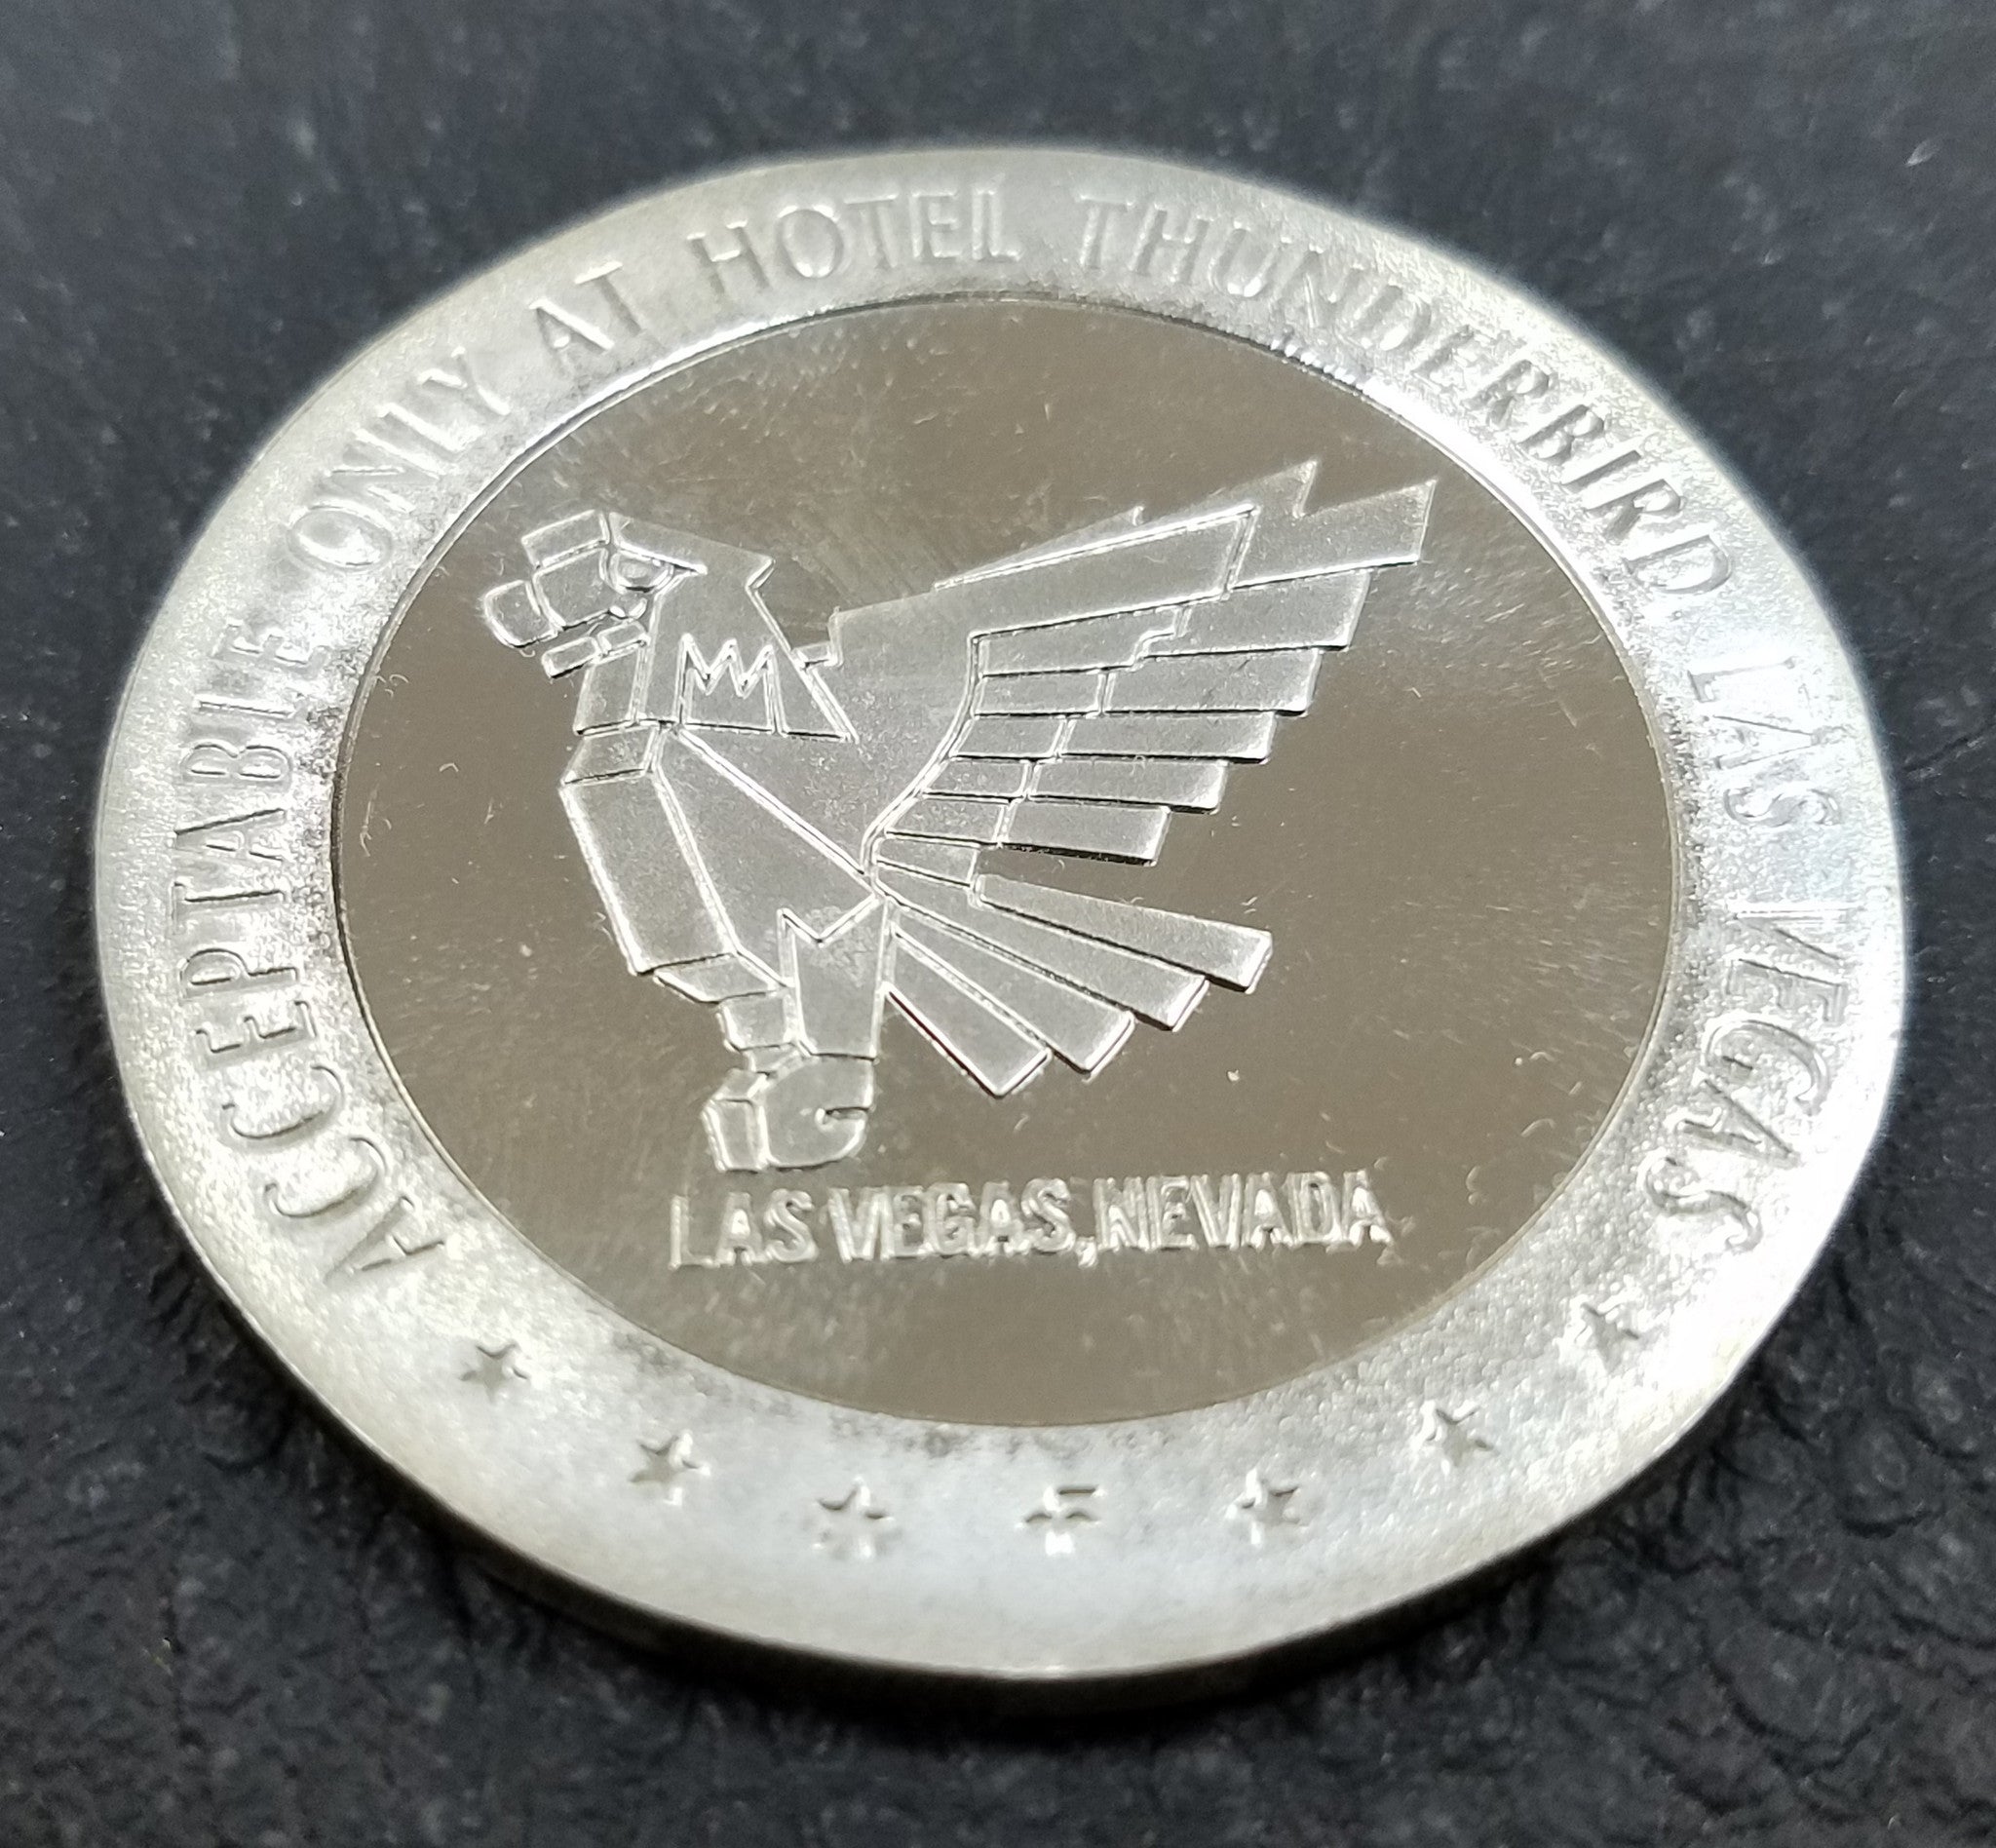 ACCEPTABLE ONLY AT HOTEL THUNDERBIRD LAS VEGAS
LAS VEGAS, NEVADA